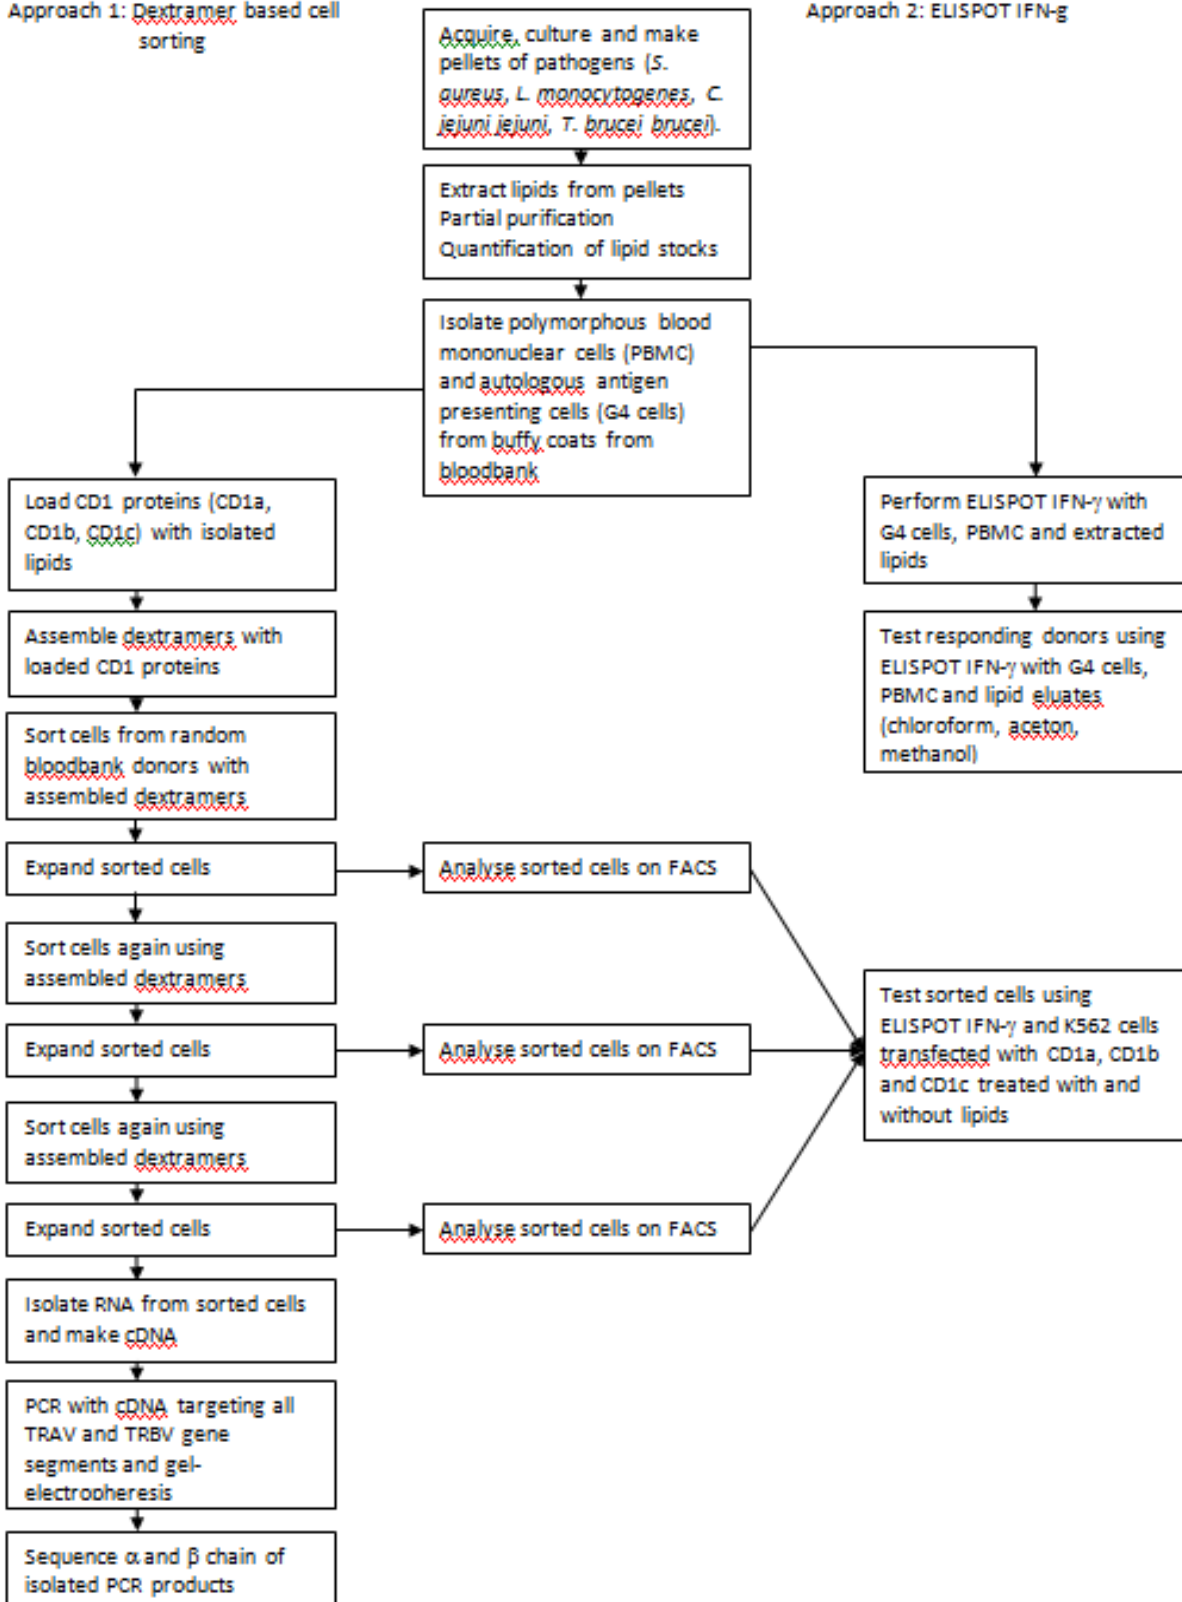 Approach 1: Dextramer based cell
sorting
Approach 2: ELISPOT IFN-g
Acquire, culture and make
pellets of pathogens (S.
aureus, L. monocytogenes, C.
jejuni jejuni, T. brucei brucei).
Extract lipids from pellets
Partial purification
Quantification of lipid stocks
Isolate polymorphous blood
mononuclear cells (PBMC)
and autologous antigen
presenting cells (G4 cells)
from buffy coats from
bloodbank
Load CD1 proteins (CD1a,
CD1b, CD1c) with isolated
lipids
Assemble dextramers with
loaded CD1 proteins
Sort cells from random
bloodbank donors with
assembled dextramers
Expand sorted cells
Sort cells again using
assembled dextramers
Expand sorted cells
Sort cells again using
assembled dextramers
Expand sorted cells
Isolate RNA from sorted cells
and make cDNA
PCR with cDNA targeting all
TRAV and TRBV gene
segments and gel-
electropheresis
Sequence α and β chain of
isolated PCR products
Analyse sorted cells on FACS
Analyse sorted cells on FACS
Analyse sorted cells on FACS
Perform ELISPOT IFN-γ with
G4 cells, PBMC and extracted
lipids
Test responding donors using
ELISPOT IFN-γ with G4 cells,
PBMC and lipid eluates
(chloroform, aceton,
methanol)
Test sorted cells using
ELISPOT IFN-γ and K562 cells
transfected with CD1a, CD1b
and CD1c treated with and
without lipids